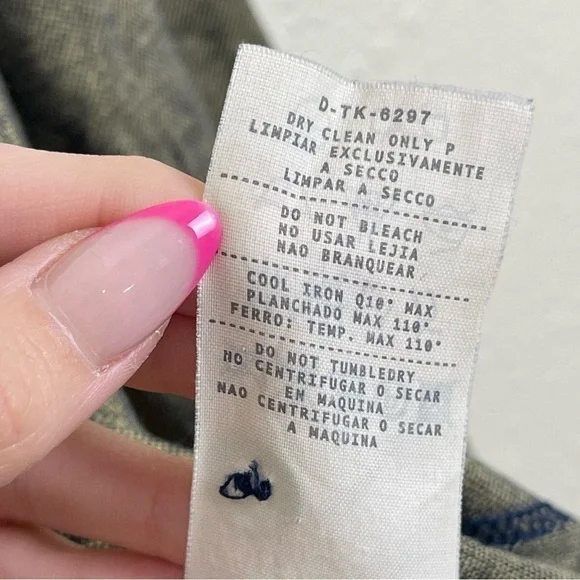 D-TK-6297
DRY CLEAN ONLY P
LIMPIAR EXCLUSIVAMENTE
A SECCO
LIMPAR A SECCO
DO NOT BLEACH
NO USAR LEJIA
NAO BRANQUEAR
COOL IRON Q10° MAX
PLANCHADO MAX 110°
FERRO: TEMP. MAX 110°
DO NOT TUMBLEDRY
NO CENTRIFUGAR O SECAR
EN MAQUINA
NAO CENTRIFUGAR O SECAR
A MAQUINA